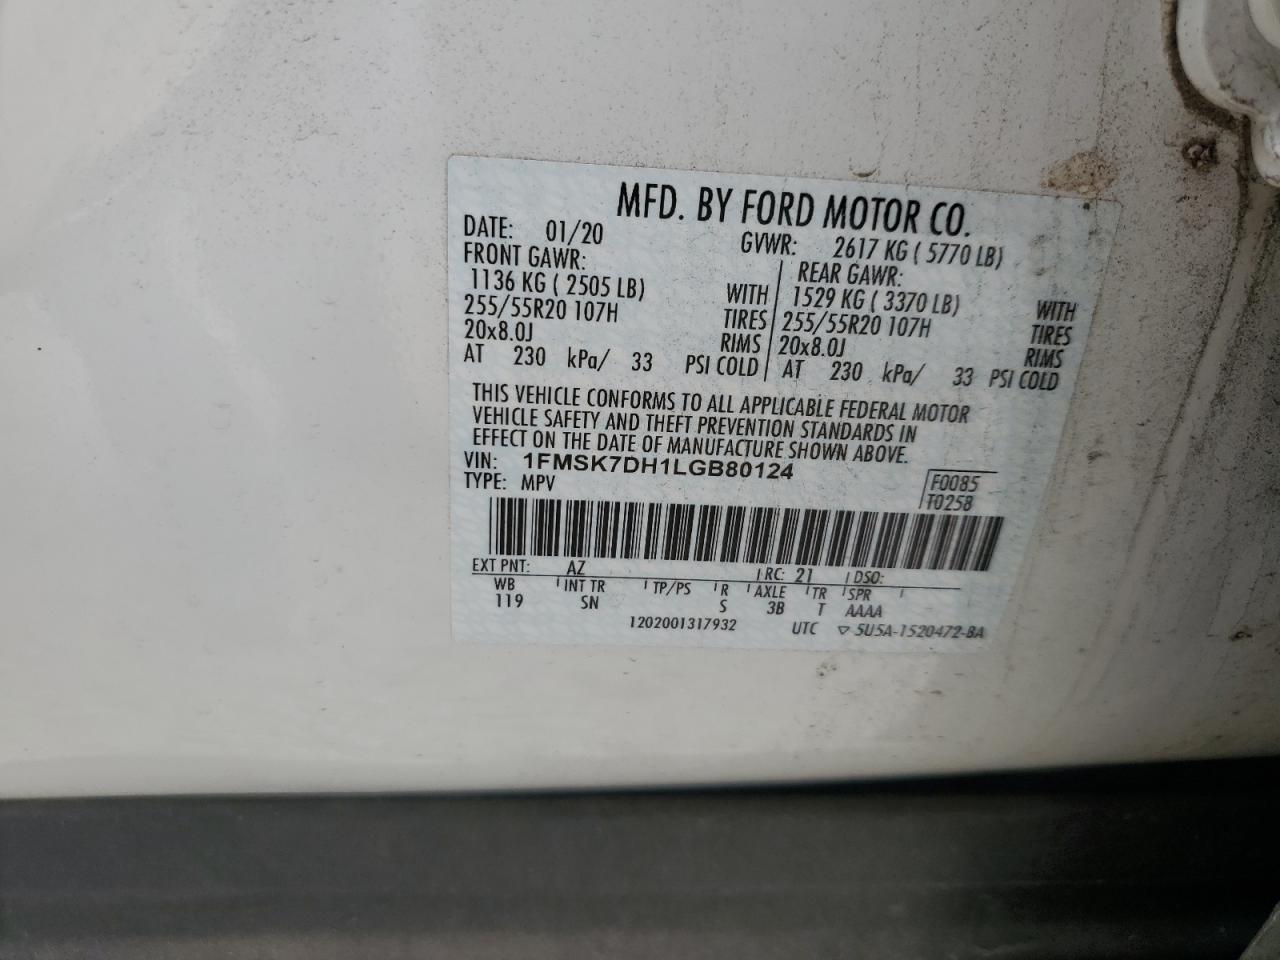 MFD. BY FORD MOTOR CO.
DATE: 01/20 GVWR: 2617 KG ( 5770 LB)
FRONT GAWR: REAR GAWR:
1136 KG ( 2505 LB) WITH 1529 KG ( 3370 LB) WITH
255/55R20 107H TIRES 255/55R20 107H TIRES
20x8.0J RIMS 20x8.0J RIMS
AT 230 kPa/ 33 PSI COLD AT 230 kPa/ 33 PSI COLD
THIS VEHICLE CONFORMS TO ALL APPLICABLE FEDERAL MOTOR
VEHICLE SAFETY AND THEFT PREVENTION STANDARDS IN
EFFECT ON THE DATE OF MANUFACTURE SHOWN ABOVE.
VIN: 1FMSK7DH1LGB80124
TYPE: MPV F0085
T0258
EXT PNT: AZ RC: 21 DSO:
WB INT TR TP/PS R AXLE TR SPR
119 SN S 3B T AAAA
1202001317932 UTC ▽ 5U5A-1520472-BA